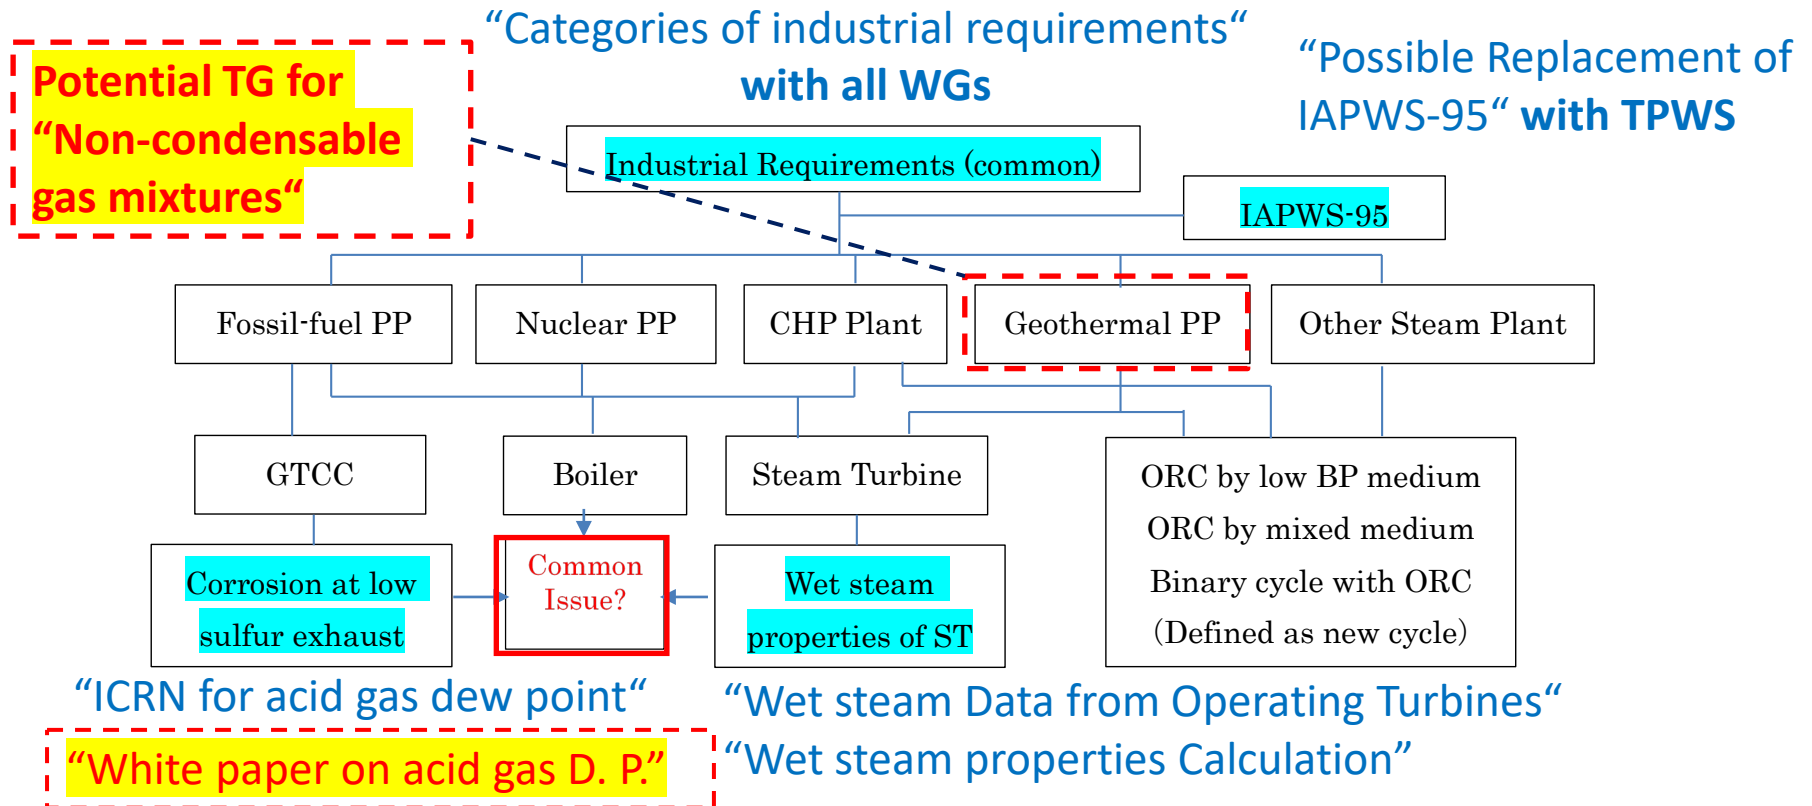 “Categories of industrial requirements“
with all WGs
Potential TG for
“Non-condensable
gas mixtures“
“Possible Replacement of
IAPWS-95“ with TPWS
Industrial Requirements (common)
IAPWS-95
Fossil-fuel PP
Nuclear PP
CHP Plant
Geothermal PP
Other Steam Plant
GTCC
Boiler
Steam Turbine
ORC by low BP medium
ORC by mixed medium
Binary cycle with ORC
(Defined as new cycle)
Corrosion at low
sulfur exhaust
Common
Issue?
Wet steam
properties of ST
“ICRN for acid gas dew point“
“White paper on acid gas D. P.”
“Wet steam Data from Operating Turbines“
“Wet steam properties Calculation”